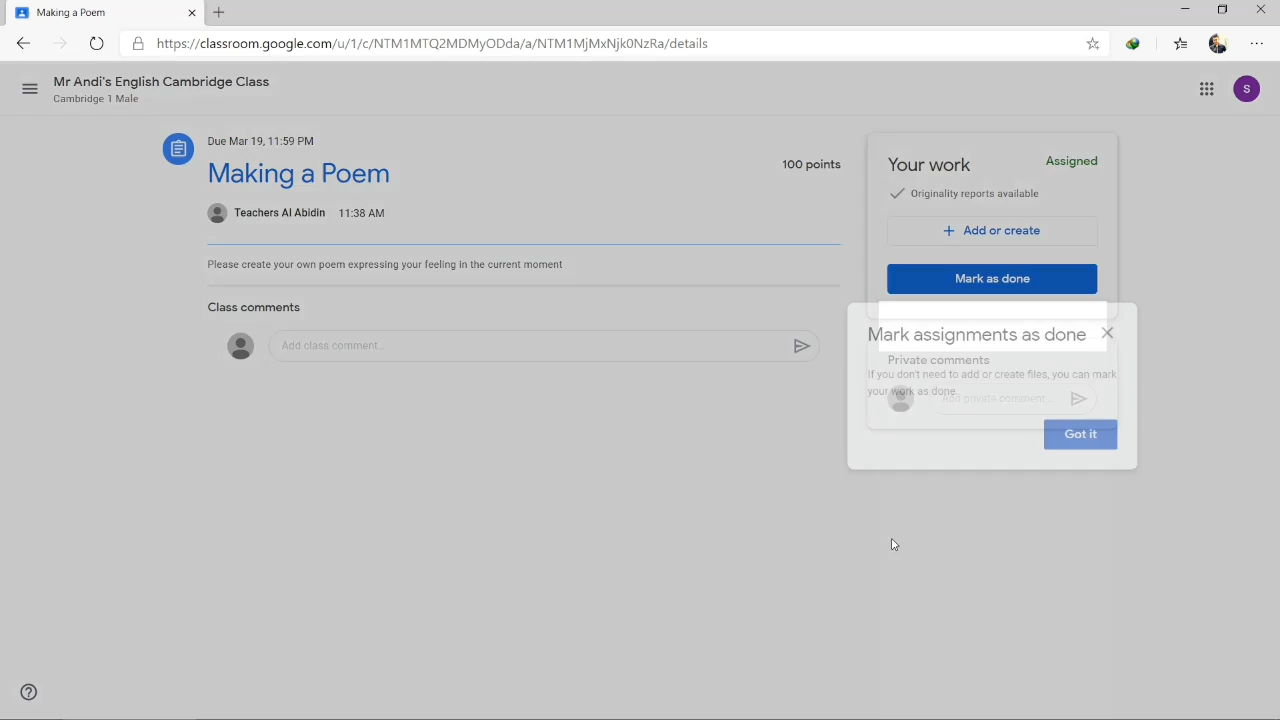 Making a Poem
https://classroom.google.com/u/1/c/NTM1MTQ2MDMyODda/a/NTM1MjMxNjk0NzRa/details
Mr Andi's English Cambridge Class
Cambridge 1 Male
S
Due Mar 19, 11:59 PM
Making a Poem
100 points
Teachers Al Abidin 11:38 AM
Please create your own poem expressing your feeling in the current moment
Class comments
Add class comment...
Your work
Assigned
Originality reports available
+ Add or create
Mark as done
Mark assignments as done
Private comments
If you don't need to add or create files, you can mark
your work as done.
Add private comment...
Got it